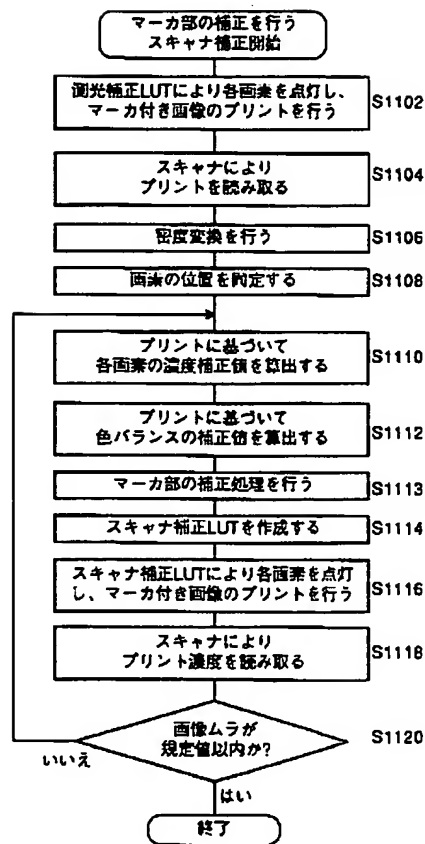 マーカ部の補正を行う
スキャナ補正開始
測光補正LUTにより各画素を点灯し、
マーカ付き画像のプリントを行う
S1102
スキャナにより
プリントを読み取る
S1104
密度変換を行う
S1106
画素の位置を同定する
S1108
プリントに基づいて
各画素の濃度補正値を算出する
S1110
プリントに基づいて
色バランスの補正値を算出する
S1112
マーカ部の補正処理を行う
S1113
スキャナ補正LUTを作成する
S1114
スキャナ補正LUTにより各画素を点灯
し、マーカ付き画像のプリントを行う
S1116
スキャナにより
プリント濃度を読み取る
S1118
画像ムラが
規定値以内か?
S1120
いいえ
はい
終了